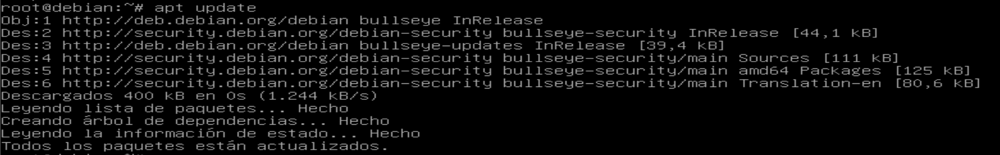 root@debian:~# apt update
Obj:1 http://deb.debian.org/debian bullseye InRelease
Des:2 http://security.debian.org/debian-security bullseye-security InRelease [44,1 kB]
Des:3 http://deb.debian.org/debian bullseye-updates InRelease [39,4 kB]
Des:4 http://security.debian.org/debian-security bullseye-security/main Sources [111 kB]
Des:5 http://security.debian.org/debian-security bullseye-security/main amd64 Packages [125 kB]
Des:6 http://security.debian.org/debian-security bullseye-security/main Translation-en [80,6 kB]
Descargados 400 kB en 0s (1.244 kB/s)
Leyendo lista de paquetes... Hecho
Creando árbol de dependencias... Hecho
Leyendo la información de estado... Hecho
Todos los paquetes están actualizados.